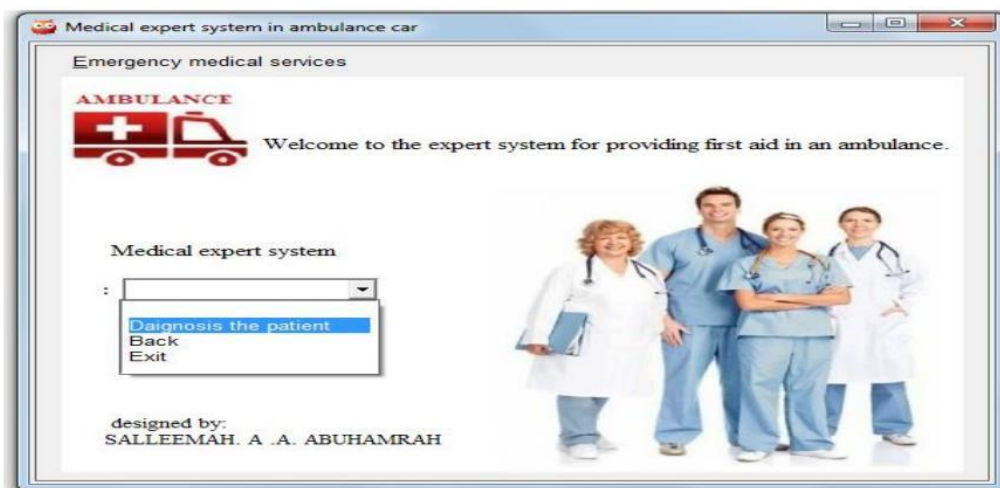 Medical expert system in ambulance car
Emergency medical services
AMBULANCE
Welcome to the expert system for providing first aid in an ambulance.
Medical expert system
:
Daignosis the patient
Back
Exit
designed by:
SALLEEMAH. A .A. ABUHAMRAH